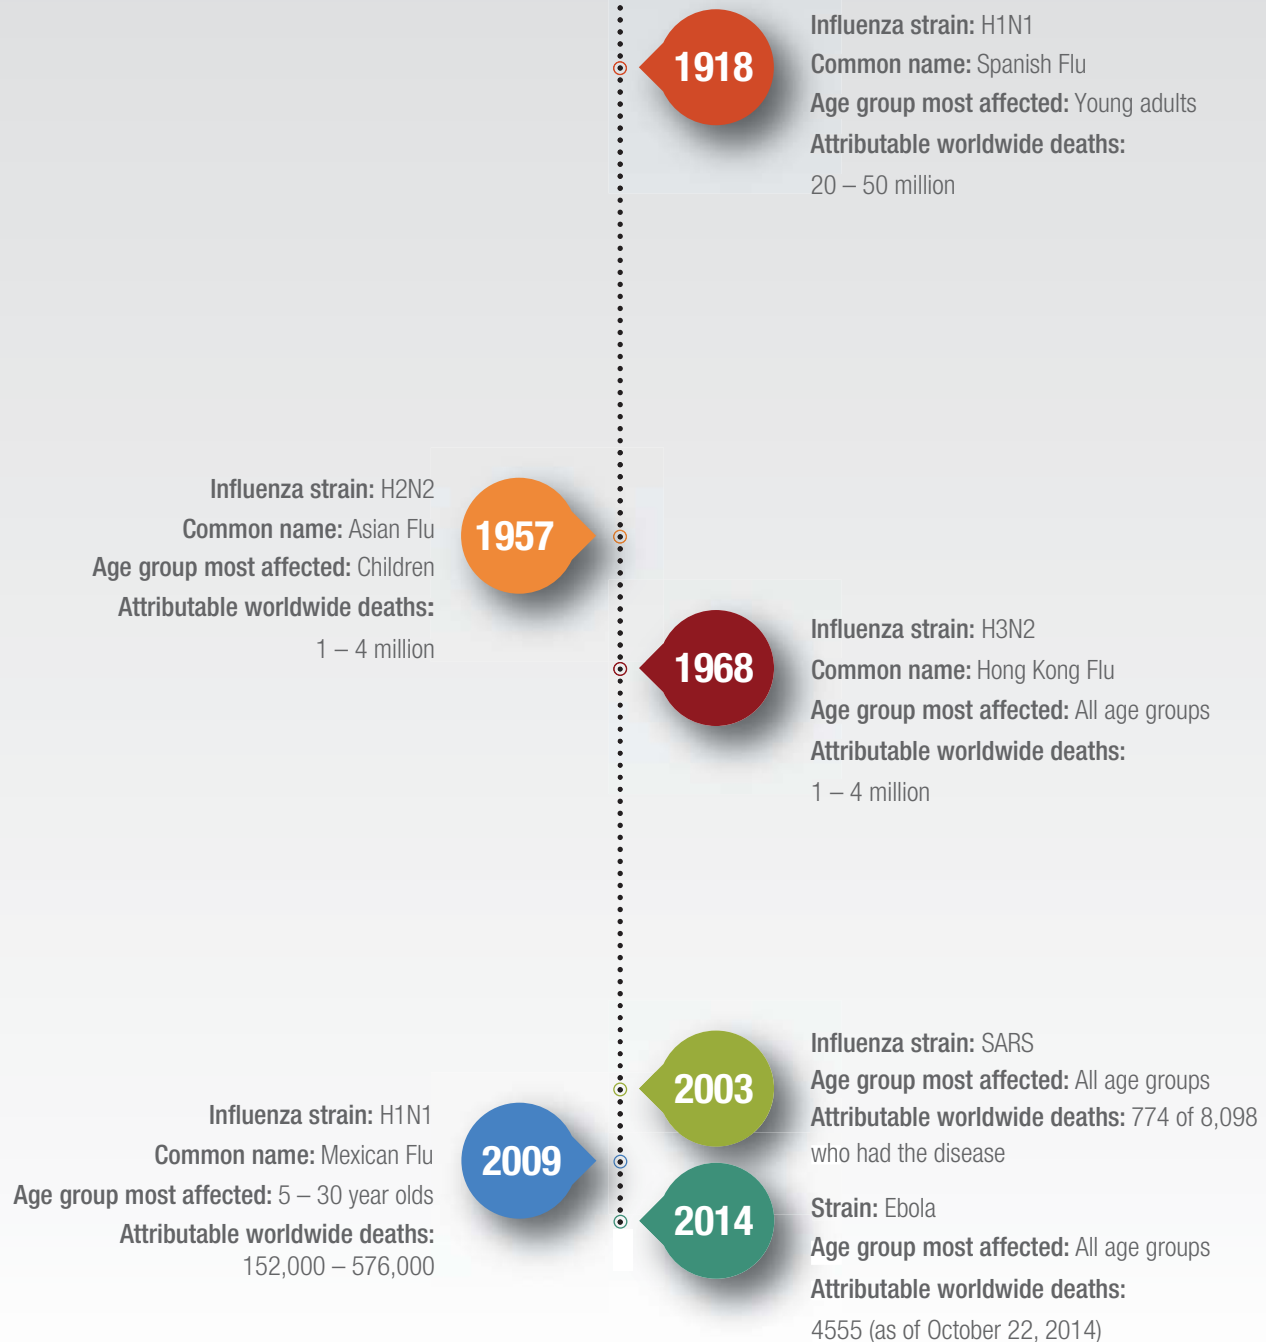 1918
Influenza strain: H1N1
Common name: Spanish Flu
Age group most affected: Young adults
Attributable worldwide deaths:
20 – 50 million
1957
Influenza strain: H2N2
Common name: Asian Flu
Age group most affected: Children
Attributable worldwide deaths:
1 – 4 million
1968
Influenza strain: H3N2
Common name: Hong Kong Flu
Age group most affected: All age groups
Attributable worldwide deaths:
1 – 4 million
2003
Influenza strain: SARS
Age group most affected: All age groups
Attributable worldwide deaths: 774 of 8,098
who had the disease
2009
Influenza strain: H1N1
Common name: Mexican Flu
Age group most affected: 5 – 30 year olds
Attributable worldwide deaths:
152,000 – 576,000
2014
Strain: Ebola
Age group most affected: All age groups
Attributable worldwide deaths:
4555 (as of October 22, 2014)